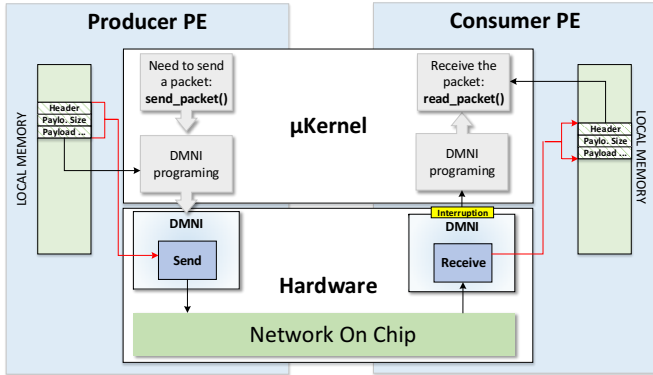 Producer PE
Consumer PE
Need to send
a packet:
send_packet()
Receive the
packet:
read_packet()
µKernel
LOCAL MEMORY
Header
Paylo. Size
Payload ...
DMNI
programing
DMNI
programing
Header
Paylo. Size
Payload ...
LOCAL MEMORY
DMNI
Send
Interruption
DMNI
Receive
Hardware
Network On Chip